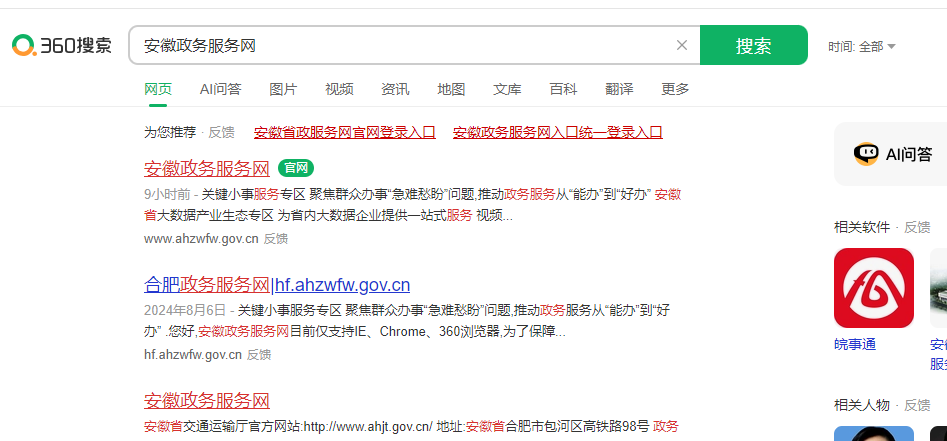 360搜索
安徽政务服务网
搜索
时间: 全部
网页 AI问答 图片 视频 资讯 地图 文库 百科 翻译 更多
为您推荐 · 反馈 安徽省政服务网官网登录入口 安徽政务服务网入口统一登录入口
安徽政务服务网 官网
9小时前 - 关键小事服务专区 聚焦群众办事“急难愁盼”问题,推动政务服务从“能办”到“好办” 安徽
省大数据产业生态专区 为省内大数据企业提供一站式服务 视频...
www.ahzwfw.gov.cn 反馈
合肥政务服务网|hf.ahzwfw.gov.cn
2024年8月6日 - 关键小事服务专区 聚焦群众办事“急难愁盼”问题,推动政务服务从“能办”到“好
办” .您好,安徽政务服务网目前仅支持IE、Chrome、360浏览器,为了保障...
hf.ahzwfw.gov.cn 反馈
安徽政务服务网
安徽省交通运输厅官方网站:http://www.ahjt.gov.cn/ 地址:安徽省合肥市包河区高铁路98号 政务
AI问答
相关软件 · 反馈
皖事通
安徽
服务
相关人物 · 反馈